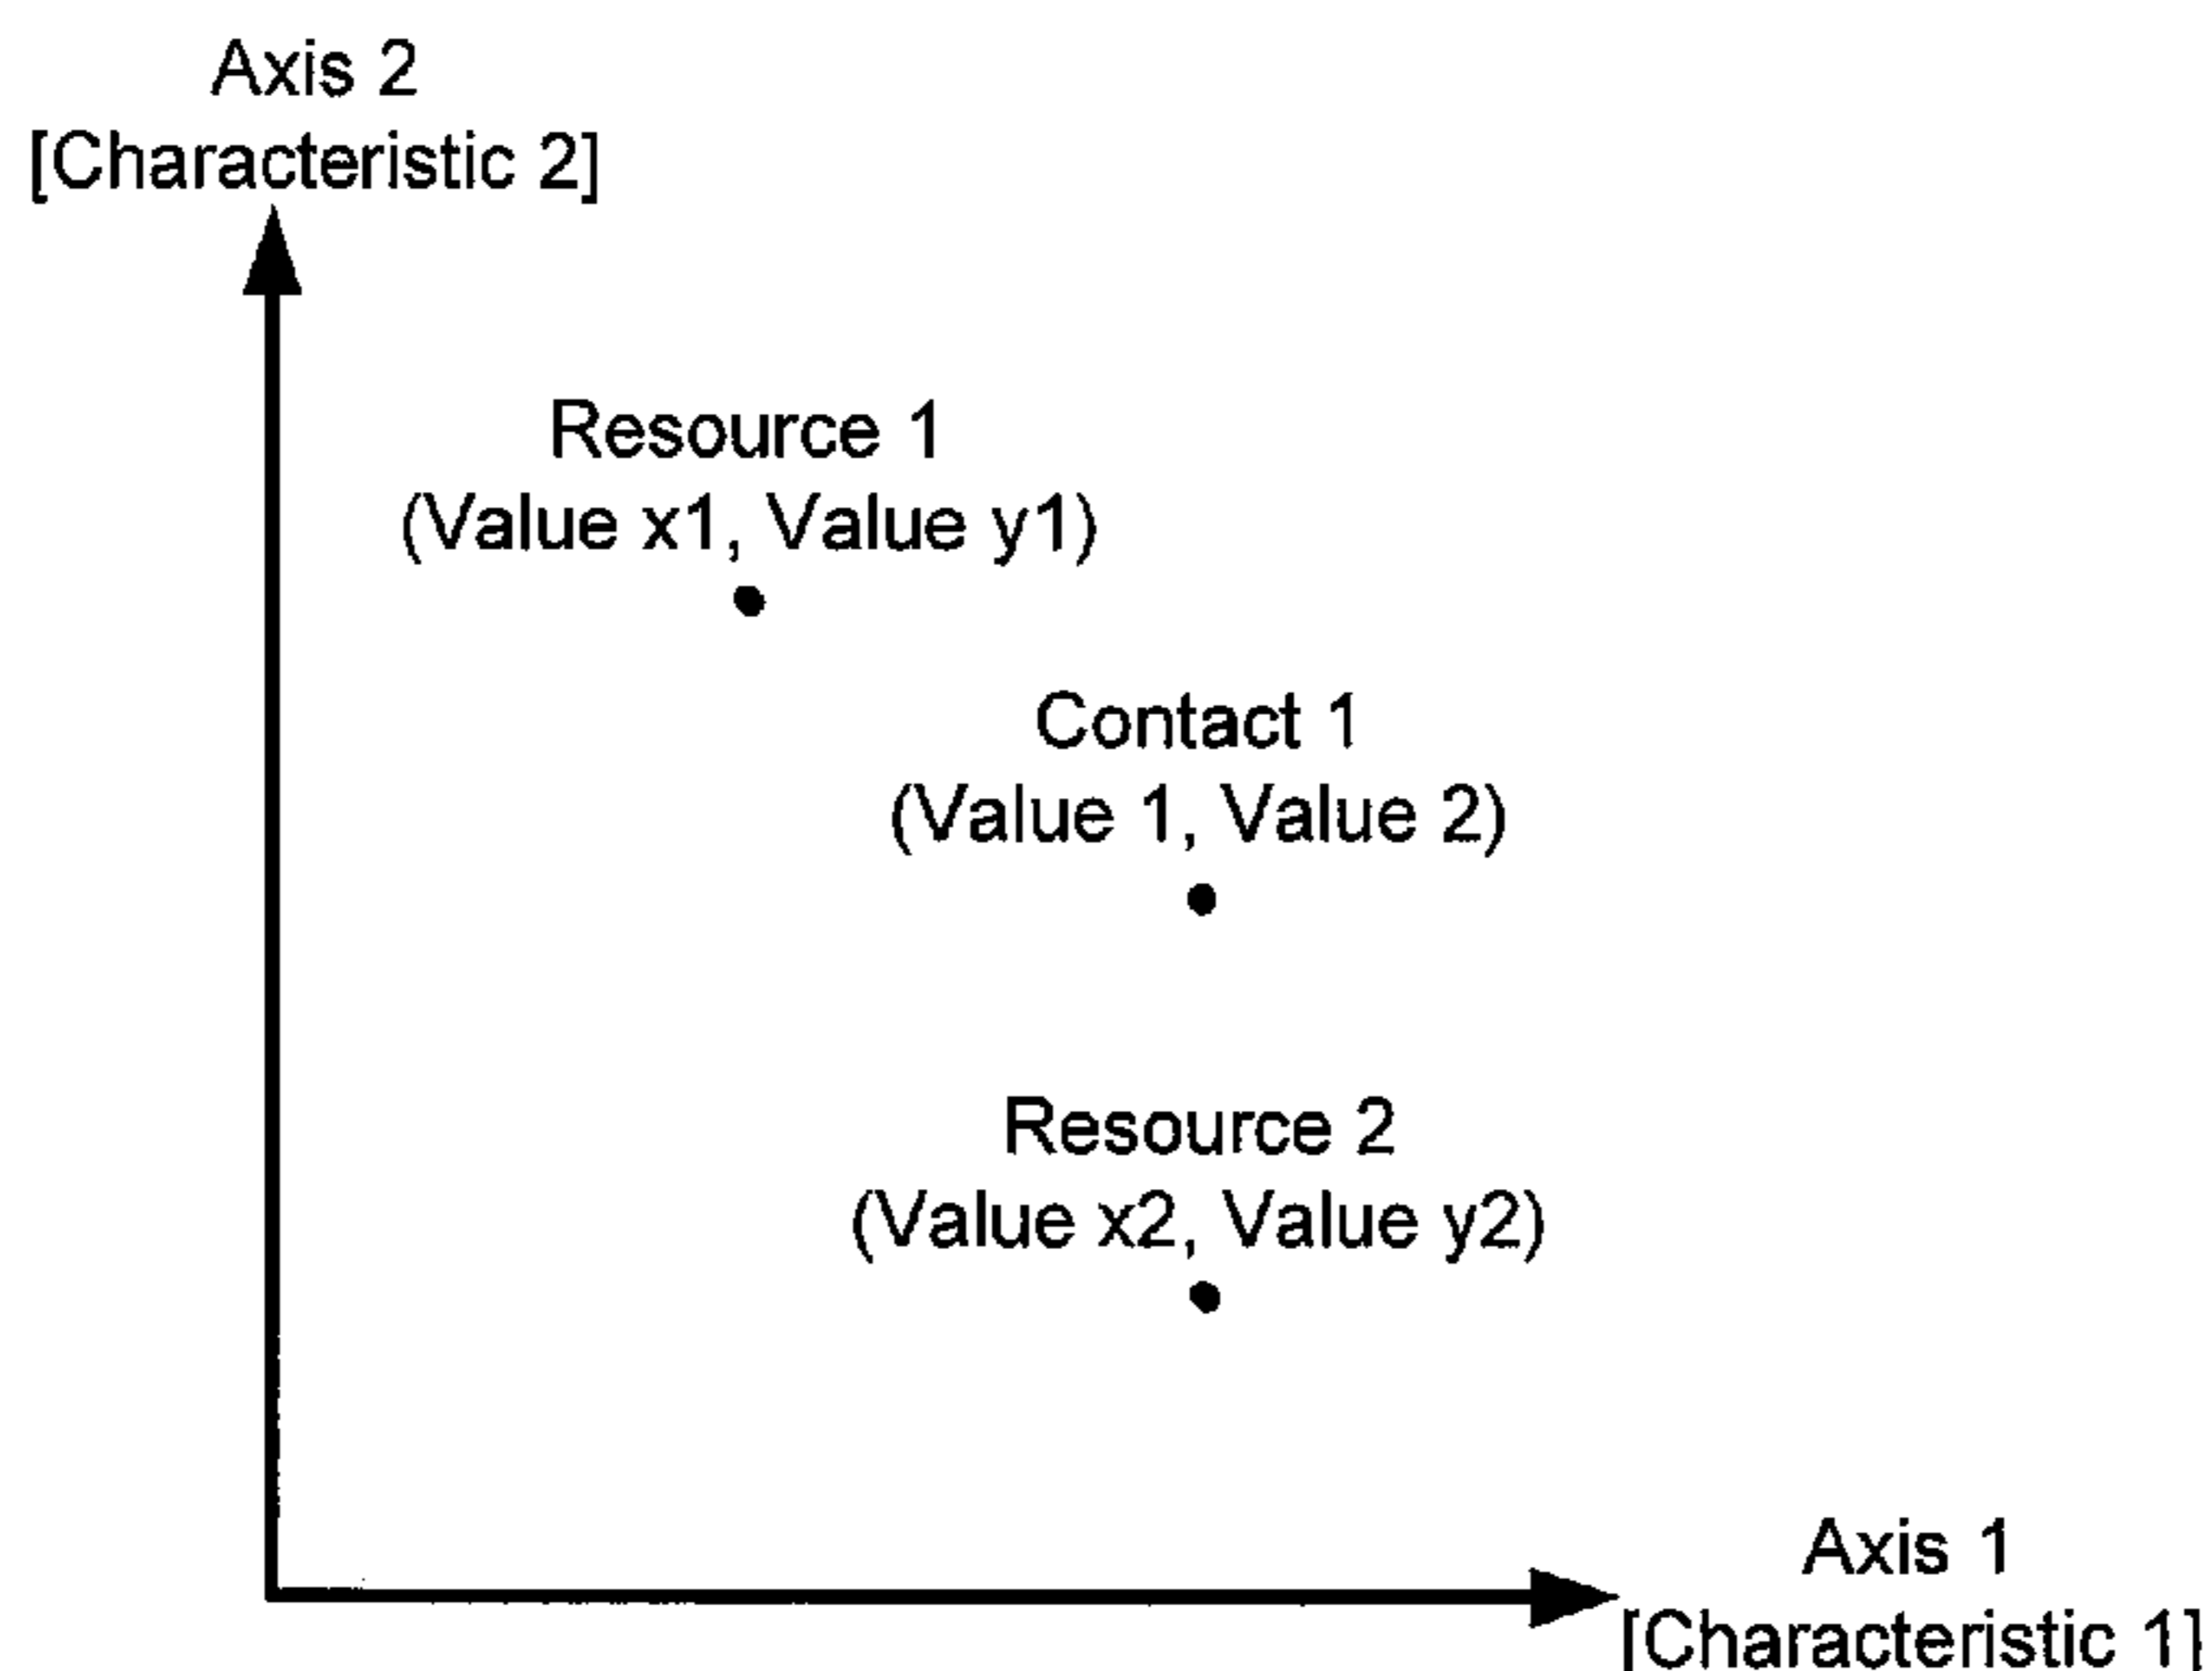 Axis 2
[Characteristic 2]
Resource 1
(Value x1, Value y1)
Contact 1
(Value 1, Value 2)
Resource 2
(Value x2, Value y2)
Axis 1
[Characteristic 1]